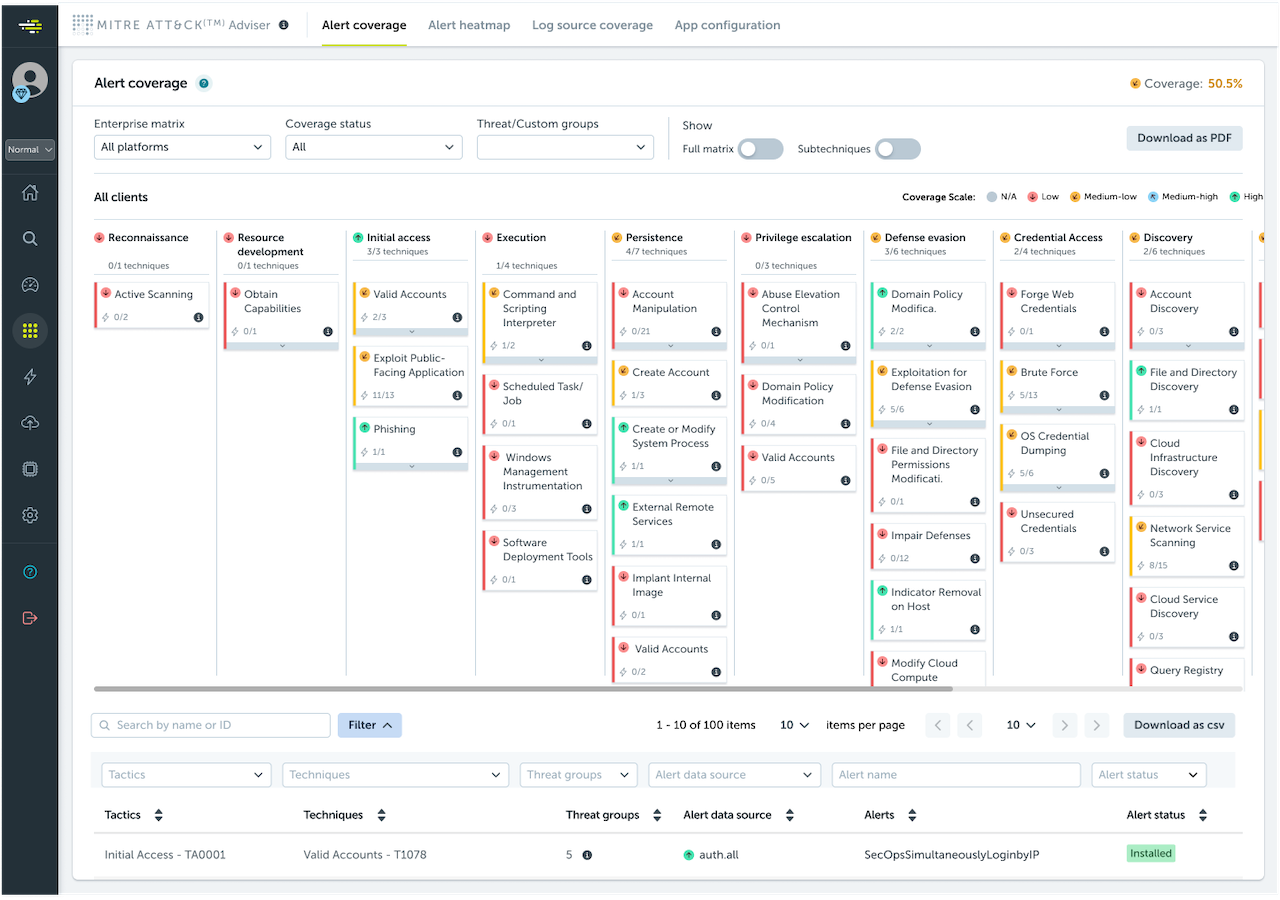 MITRE ATT&CK(TM) Adviser
Alert coverage
Alert heatmap
Log source coverage
App configuration
Normal
Alert coverage
Coverage: 50.5%
Enterprise matrix
All platforms
Coverage status
All
Threat/Custom groups
Show
Full matrix
Subtechniques
Download as PDF
All clients
Coverage Scale: N/A Low Medium-low Medium-high High
Reconnaissance
0/1 techniques
Active Scanning
0/2
Resource
development
0/1 techniques
Obtain
Capabilities
0/1
Initial access
3/3 techniques
Valid Accounts
2/3
Exploit Public-
Facing Application
11/13
Phishing
1/1
Execution
1/4 techniques
Command and
Scripting
Interpreter
1/2
Scheduled Task/
Job
0/1
Windows
Management
Instrumentation
0/3
Software
Deployment Tools
0/1
Persistence
4/7 techniques
Account
Manipulation
0/21
Create Account
1/3
Create or Modify
System Process
1/1
External Remote
Services
1/1
Implant Internal
Image
0/1
Valid Accounts
0/2
Privilege escalation
0/3 techniques
Abuse Elevation
Control
Mechanism
0/1
Domain Policy
Modification
0/4
Valid Accounts
0/5
Defense evasion
3/6 techniques
Domain Policy
Modifica.
2/2
Exploitation for
Defense Evasion
5/6
File and Directory
Permissions
Modificati.
0/1
Impair Defenses
0/12
Indicator Removal
on Host
1/1
Modify Cloud
Compute
Credential Access
2/4 techniques
Forge Web
Credentials
0/1
Brute Force
5/13
OS Credential
Dumping
5/6
Unsecured
Credentials
0/3
Discovery
2/6 techniques
Account
Discovery
0/3
File and Directory
Discovery
1/1
Cloud
Infrastructure
Discovery
0/3
Network Service
Scanning
8/15
Cloud Service
Discovery
0/3
Query Registry
Search by name or ID
Filter
1 - 10 of 100 items
10
items per page
10
Download as csv
Tactics
Techniques
Threat groups
Alert data source
Alert name
Alert status
Tactics
Techniques
Threat groups
Alert data source
Alerts
Alert status
Initial Access - TA0001
Valid Accounts - T1078
5
auth.all
SecOpsSimultaneouslyLoginbyIP
Installed